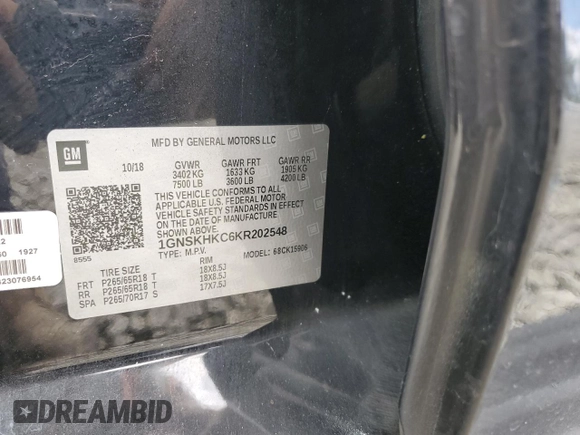 MFD BY GENERAL MOTORS LLC
GM
10/18 GVWR GAWR FRT GAWR RR
3402 KG 1633 KG 1905 KG
7500 LB 3600 LB 4200 LB
THIS VEHICLE CONFORMS TO ALL
APPLICABLE U.S. FEDERAL MOTOR
VEHICLE SAFETY STANDARDS IN EFFECT
ON THE DATE OF MANUFACTURE
SHOWN ABOVE.
1GNSKHKC6KR202548
8555 TYPE: M.P.V. MODEL: 68CK15906
TIRE SIZE RIM
FRT P265/65R18 T 18X8.5J
RR P265/65R18 T 18X8.5J
SPA P265/70R17 S 17X7.5J
2
1927
23076954
DREAMBID